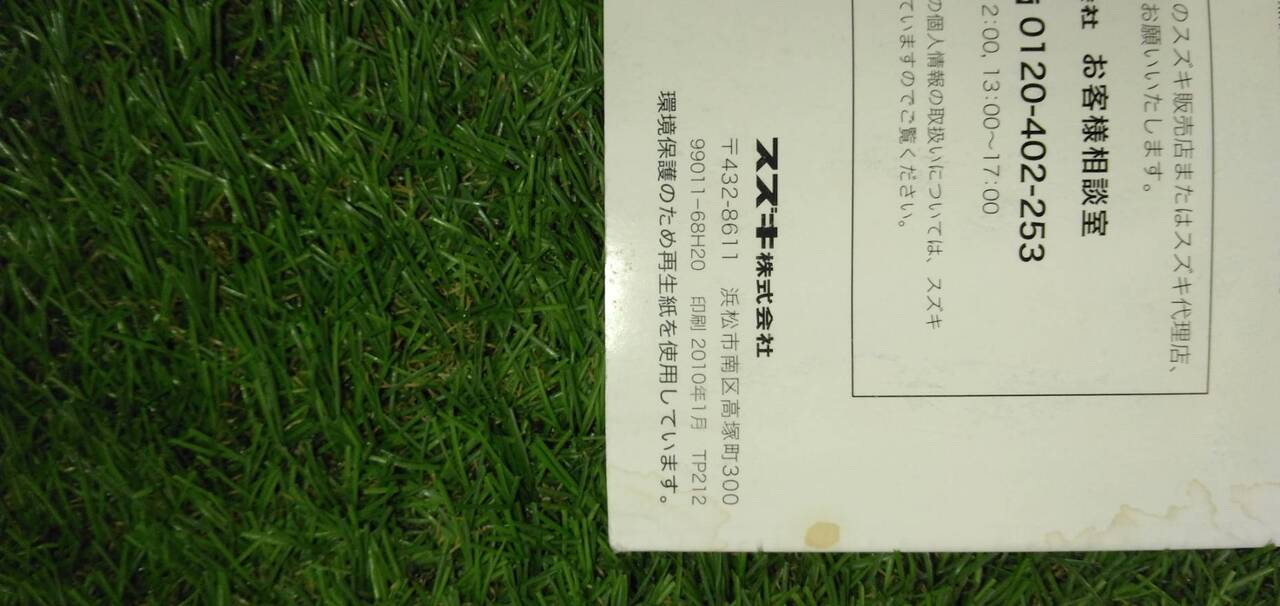 のスズキ販売店またはスズキ代理店、
お願いいたします。
会社 お客様相談室
0120-402-253
2:00, 13:00～17:00
の個人情報の取扱いについては、スズキ
ていますのでご覧ください。
スズキ株式会社
〒432-8611 浜松市南区高塚町300
99011-68H20 印刷 2010年1月 TP212
環境保護のため再生紙を使用しています。